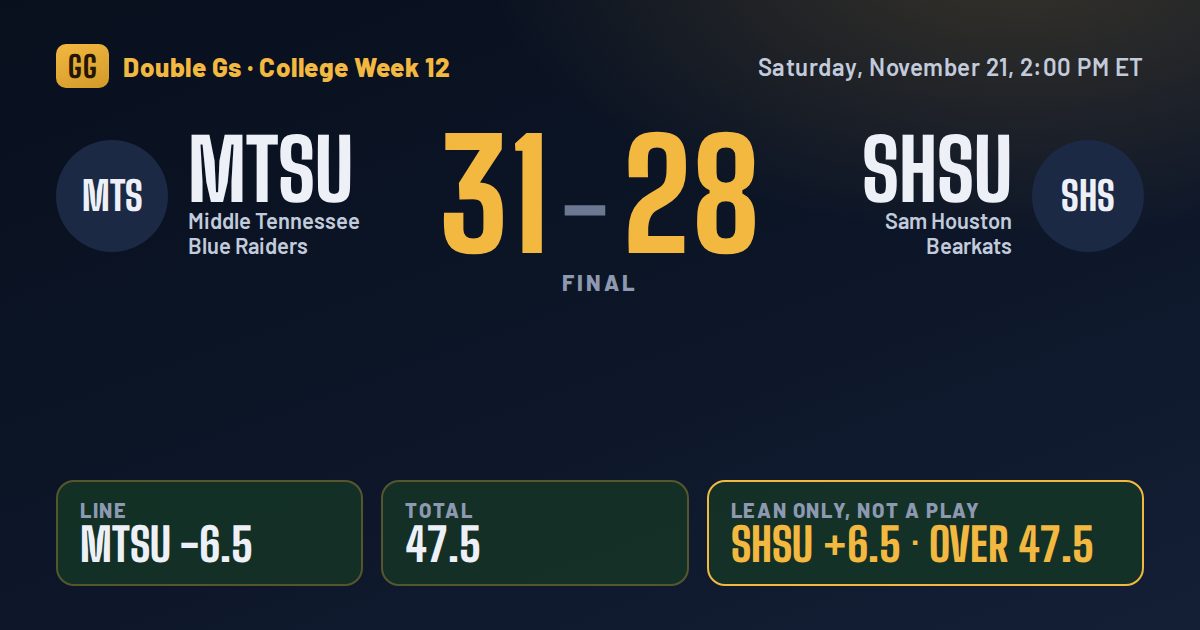 GG Double Gs · College Week 12
Saturday, November 21, 2:00 PM ET
MTS
MTSU
Middle Tennessee
Blue Raiders
31 – 28
FINAL
SHSU
Sam Houston
Bearkats
SHS
LINE
MTSU −6.5
TOTAL
47.5
LEAN ONLY, NOT A PLAY
SHSU +6.5 · OVER 47.5